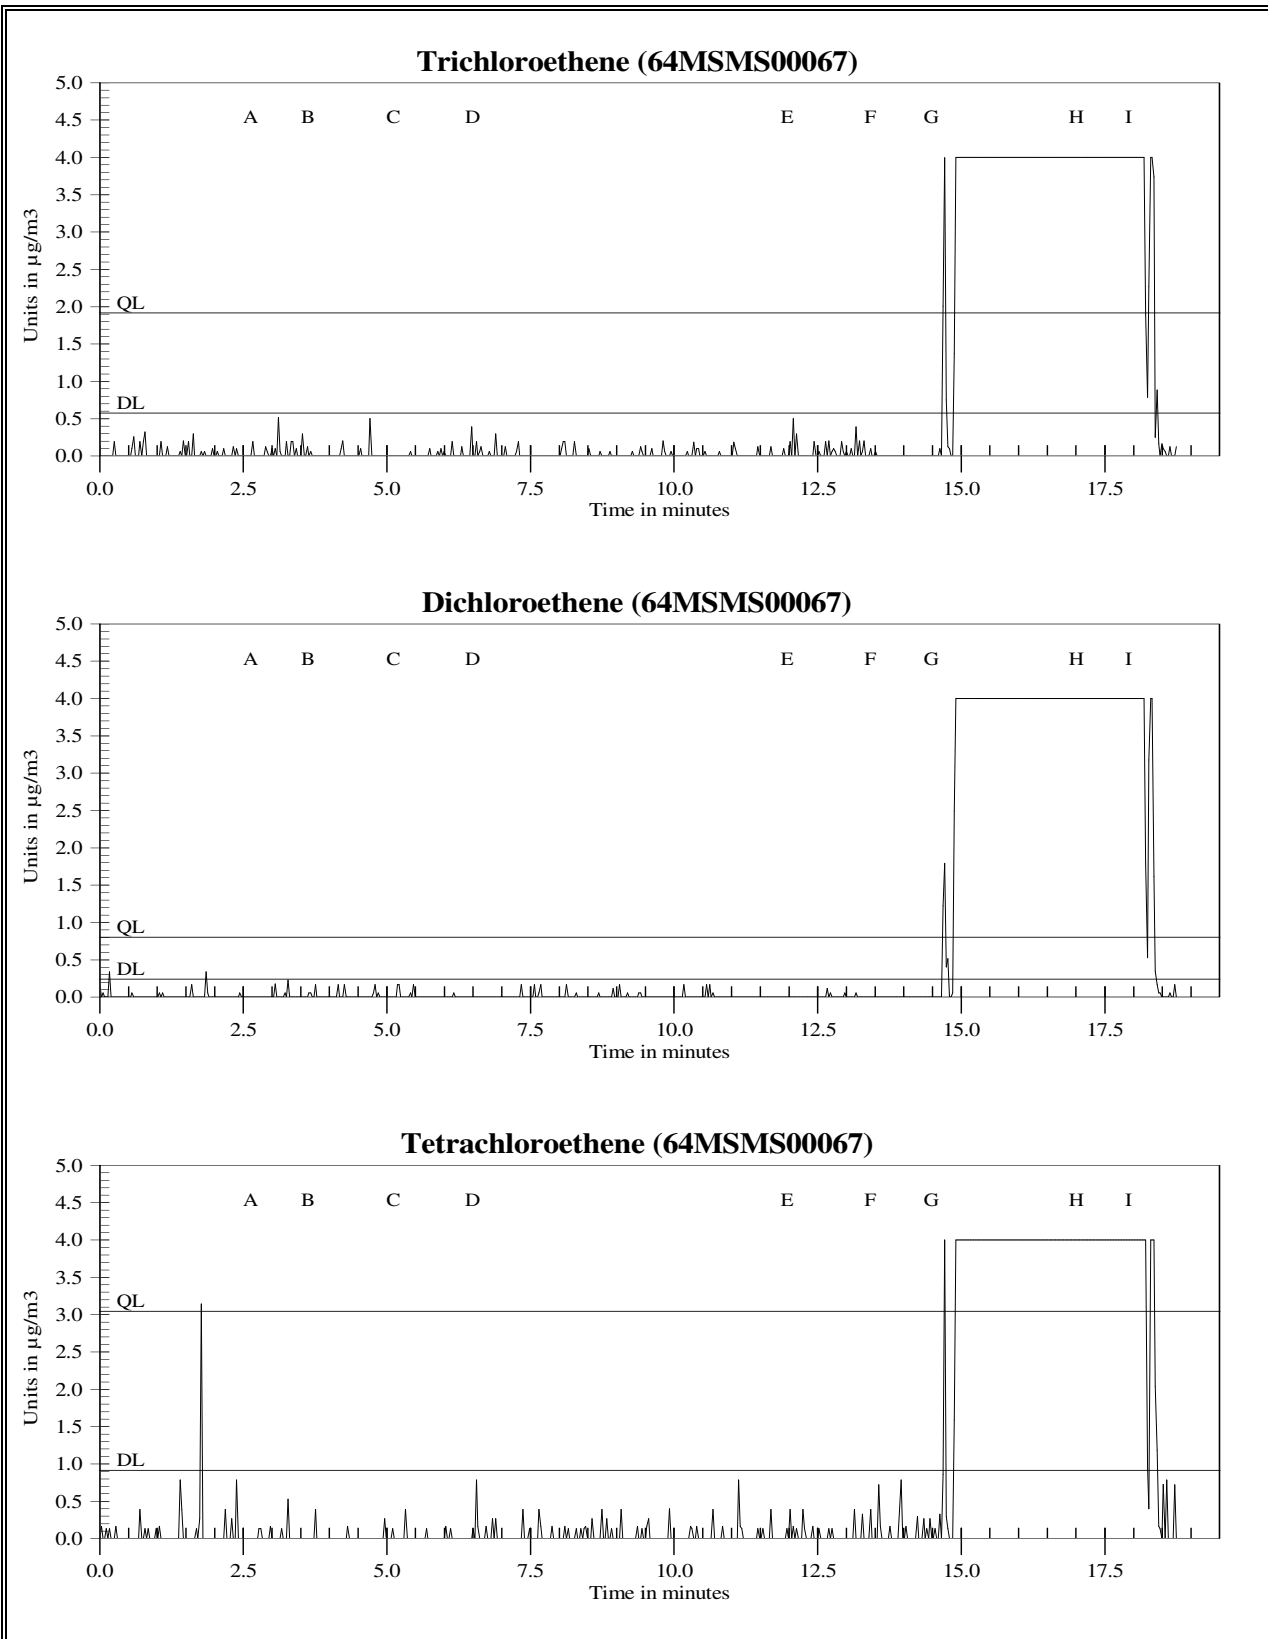 Trichloroethene (64MSMS00067)
5.0
A B C D E F G H I
4.5
4.0
3.5
3.0
2.5
2.0
QL
1.5
1.0
DL
0.5
0.0
Units in µg/m3
0.0 2.5 5.0 7.5 10.0 12.5 15.0 17.5
Time in minutes
Dichloroethene (64MSMS00067)
5.0
A B C D E F G H I
4.5
4.0
3.5
3.0
2.5
2.0
1.5
1.0
QL
0.5
DL
0.0
Units in µg/m3
0.0 2.5 5.0 7.5 10.0 12.5 15.0 17.5
Time in minutes
Tetrachloroethene (64MSMS00067)
5.0
A B C D E F G H I
4.5
4.0
3.5
QL
3.0
2.5
2.0
1.5
DL
1.0
0.5
0.0
Units in µg/m3
0.0 2.5 5.0 7.5 10.0 12.5 15.0 17.5
Time in minutes